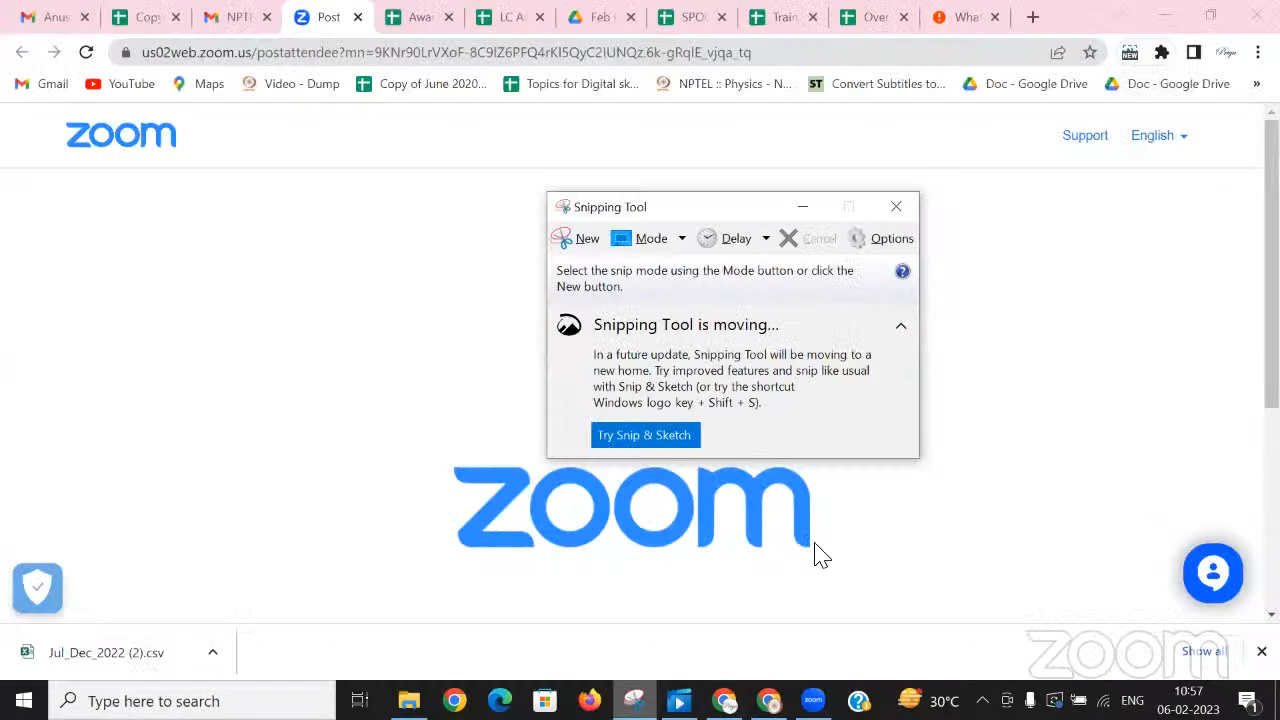 Anus
Copy
NPTI
Post
Awa
LC A
Feb
SPO
Train
Over
What
us02web.zoom.us/postattendee?mn=9KNr90LrVXoF-8C9lZ6PFQ4rKl5QyC2IUNQz.6k-gRqlE_vjqa_tq
NEW
Gmail
YouTube
Maps
Video - Dump
Copy of June 2020...
Topics for Digital sk...
NPTEL :: Physics - N...
ST
Convert Subtitles to...
Doc - Google Drive
Doc - Google Drive
»
zoom
Support
English
Snipping Tool
New
Mode
Delay
Cancel
Options
Select the snip mode using the Mode button or click the
New button.
Snipping Tool is moving...
In a future update, Snipping Tool will be moving to a
new home. Try improved features and snip like usual
with Snip & Sketch (or try the shortcut
Windows logo key + Shift + S).
Try Snip & Sketch
zoom
Jul_Dec_2022 (2).csv
Show all
zoom
Type here to search
zoom
30°C
ENG
10:57
06-02-2023
1